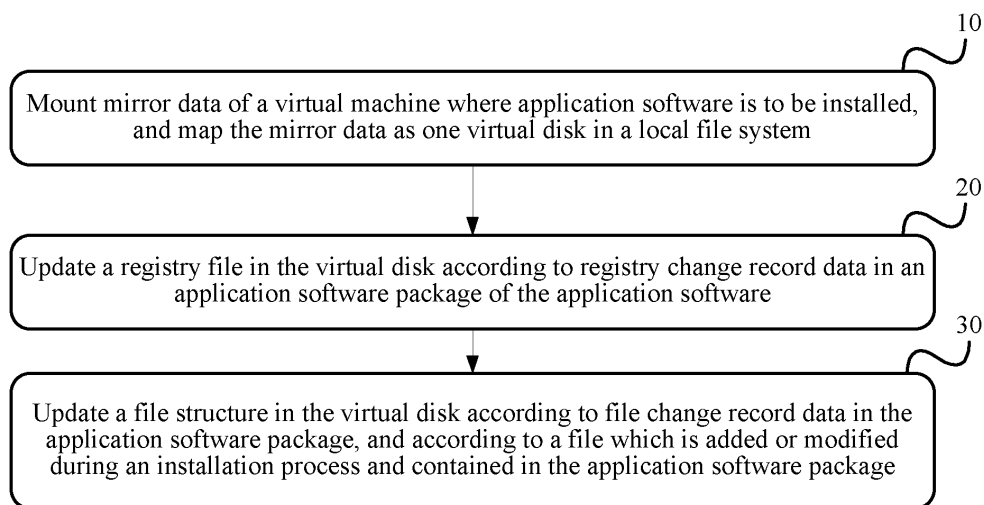 10
Mount mirror data of a virtual machine where application software is to be installed,
and map the mirror data as one virtual disk in a local file system
20
Update a registry file in the virtual disk according to registry change record data in an
application software package of the application software
30
Update a file structure in the virtual disk according to file change record data in the
application software package, and according to a file which is added or modified
during an installation process and contained in the application software package